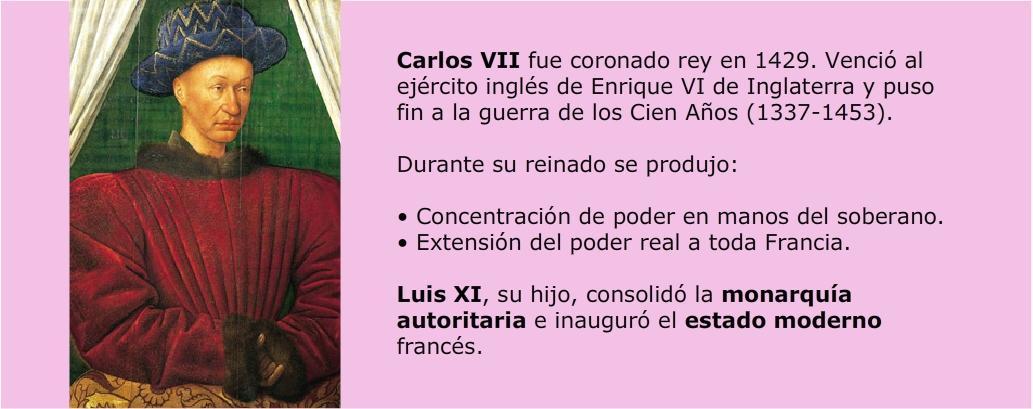 Carlos VII fue coronado rey en 1429. Venció al
ejército inglés de Enrique VI de Inglaterra y puso
fin a la guerra de los Cien Años (1337-1453).
Durante su reinado se produjo:
• Concentración de poder en manos del soberano.
• Extensión del poder real a toda Francia.
Luis XI, su hijo, consolidó la monarquía
autoritaria e inauguró el estado moderno
francés.